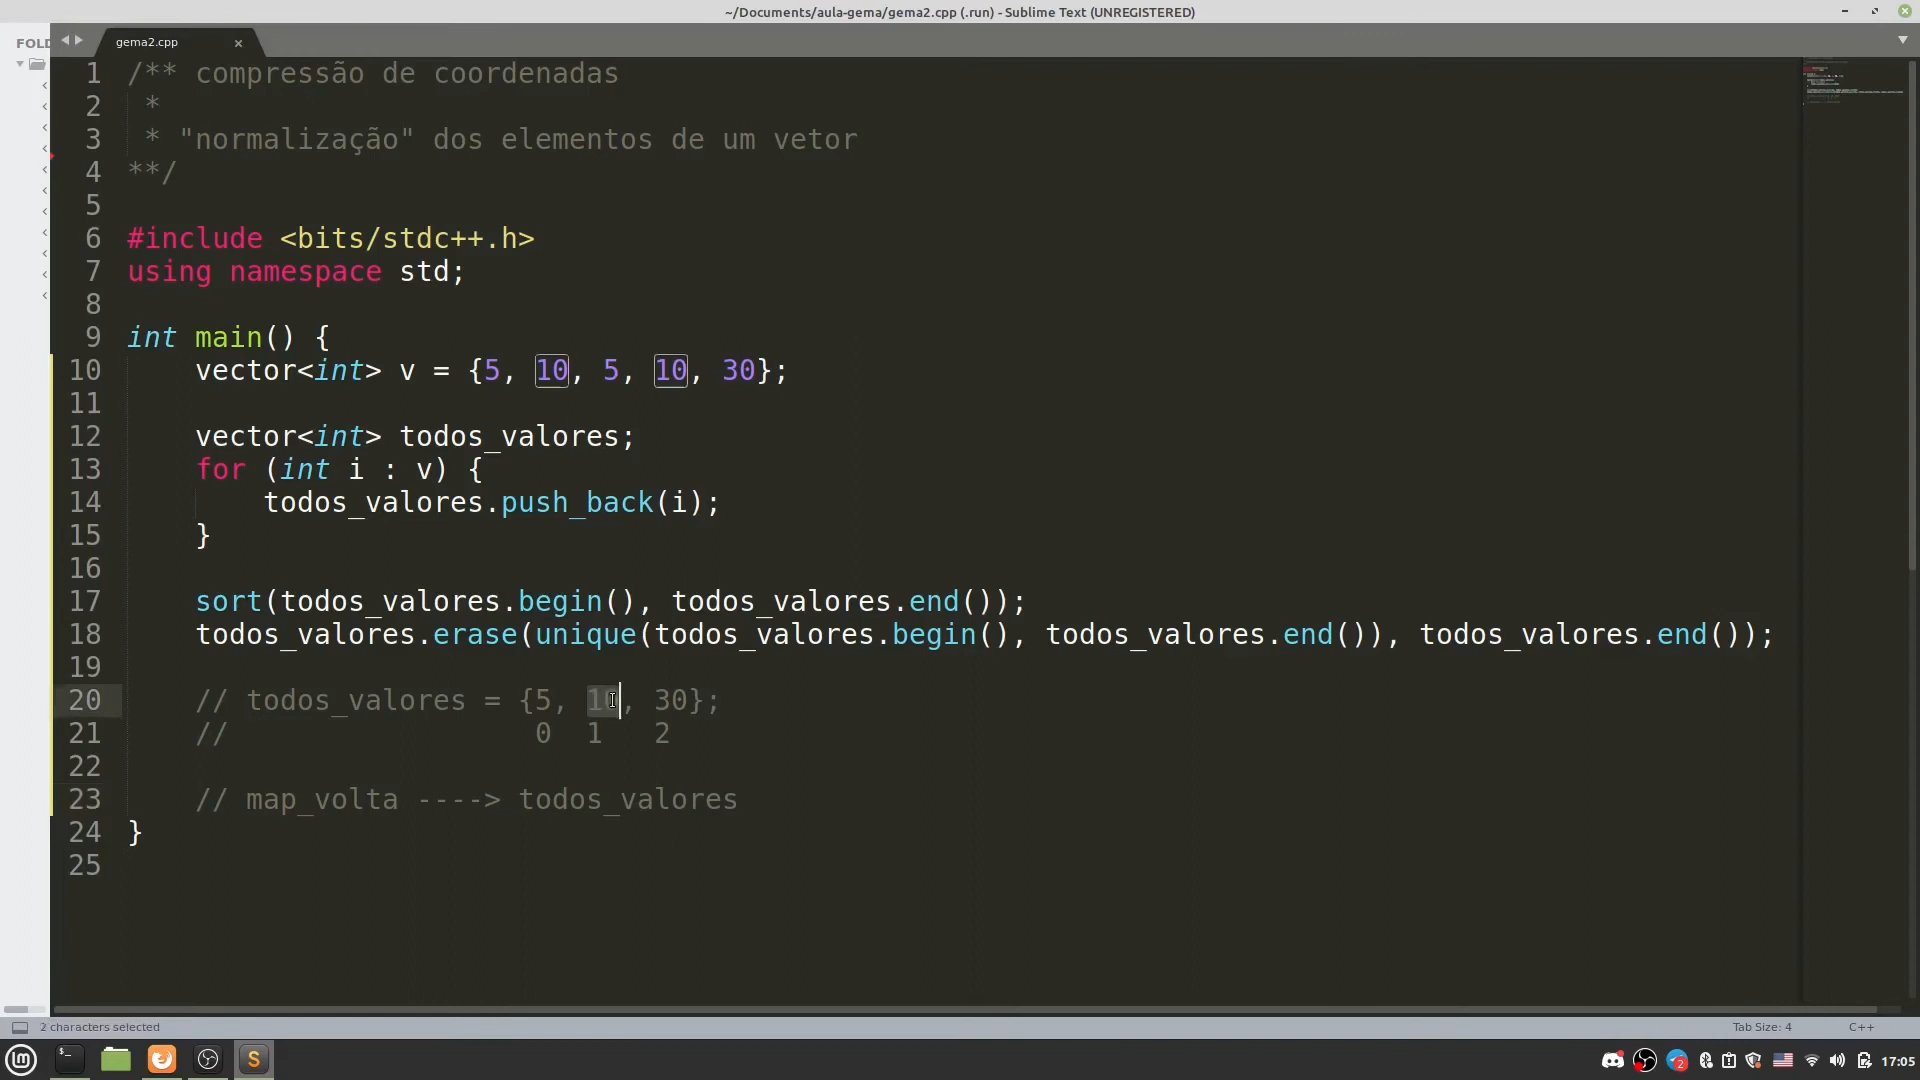 ~/Documents/aula-gema/gema2.cpp (.run) - Sublime Text (UNREGISTERED)
FOLD
gema2.cpp
1 /** compressão de coordenadas
2  *
3  * "normalização" dos elementos de um vetor
4 **/
5
6 #include <bits/stdc++.h>
7 using namespace std;
8
9 int main() {
10     vector<int> v = {5, 10, 5, 10, 30};
11
12     vector<int> todos_valores;
13     for (int i : v) {
14         todos_valores.push_back(i);
15     }
16
17     sort(todos_valores.begin(), todos_valores.end());
18     todos_valores.erase(unique(todos_valores.begin(), todos_valores.end()), todos_valores.end());
19
20     // todos_valores = {5, 10, 30};
21     //                  0  1   2
22
23     // map_volta ----> todos_valores
24 }
25
2 characters selected
Tab Size: 4
C++
2
17:05